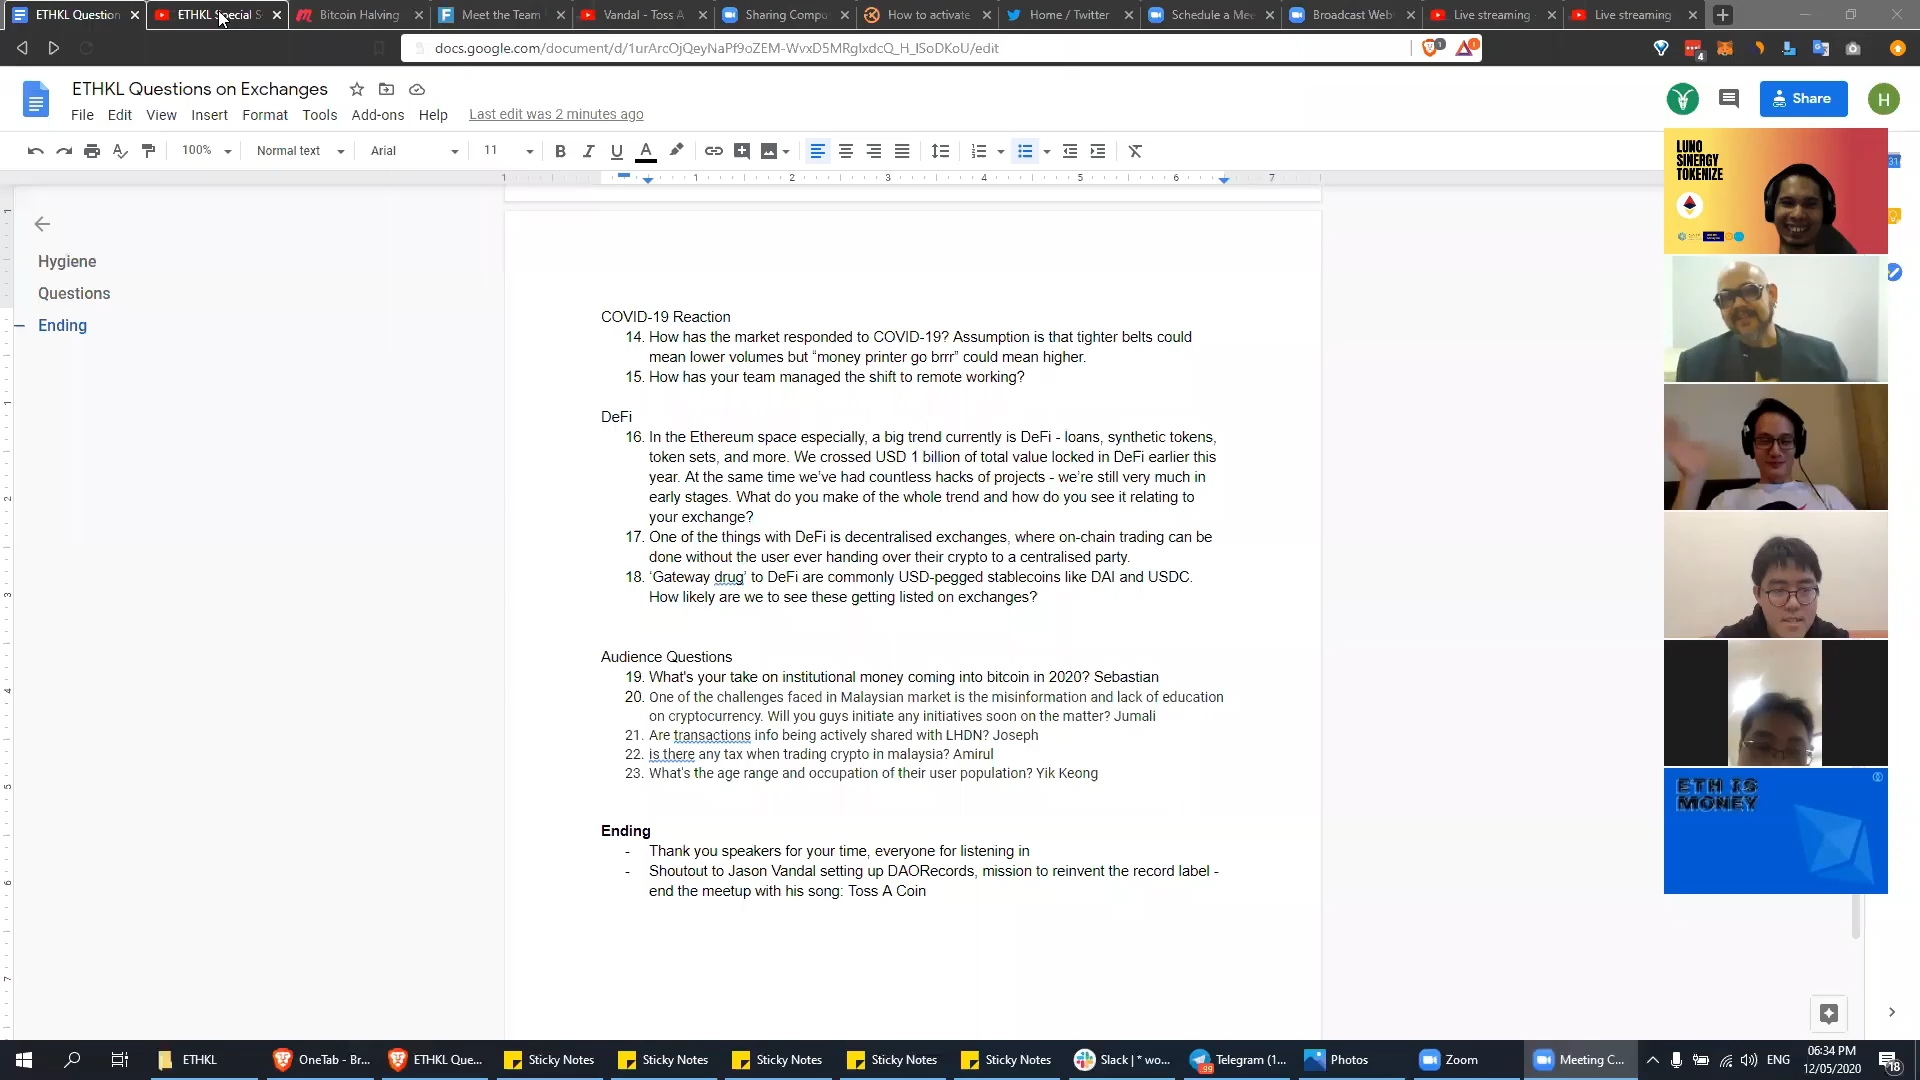 ETHKL Question
ETHKL Special S
Bitcoin Halving
Meet the Team
Vandal - Toss A
Sharing Compu
How to activate
Home / Twitter
Schedule a Mee
Broadcast Web
Live streaming
Live streaming
ETHKL Questions on Exchanges
File Edit View Insert Format Tools Add-ons Help Last edit was 2 minutes ago
Share
H
100% Normal text Arial 11
Hygiene
Questions
Ending
COVID-19 Reaction
14. How has the market responded to COVID-19? Assumption is that tighter belts could
mean lower volumes but “money printer go brrr” could mean higher.
15. How has your team managed the shift to remote working?
DeFi
16. In the Ethereum space especially, a big trend currently is DeFi - loans, synthetic tokens,
token sets, and more. We crossed USD 1 billion of total value locked in DeFi earlier this
year. At the same time we’ve had countless hacks of projects - we’re still very much in
early stages. What do you make of the whole trend and how do you see it relating to
your exchange?
17. One of the things with DeFi is decentralised exchanges, where on-chain trading can be
done without the user ever handing over their crypto to a centralised party.
18. ‘Gateway drug’ to DeFi are commonly USD-pegged stablecoins like DAI and USDC.
How likely are we to see these getting listed on exchanges?
Audience Questions
19. What's your take on institutional money coming into bitcoin in 2020? Sebastian
20. One of the challenges faced in Malaysian market is the misinformation and lack of education
on cryptocurrency. Will you guys initiate any initiatives soon on the matter? Jumali
21. Are transactions info being actively shared with LHDN? Joseph
22. is there any tax when trading crypto in malaysia? Amirul
23. What's the age range and occupation of their user population? Yik Keong
Ending
- Thank you speakers for your time, everyone for listening in
- Shoutout to Jason Vandal setting up DAORecords, mission to reinvent the record label -
end the meetup with his song: Toss A Coin
LUNO
SINERGY
TOKENIZE
ETH IS
MONEY
ETHKL
OneTab - Br...
ETHKL Que...
Sticky Notes
Sticky Notes
Sticky Notes
Sticky Notes
Sticky Notes
Slack | * wo...
Telegram (1...
Photos
Zoom
Meeting C...
ENG
06:34 PM
12/05/2020
18